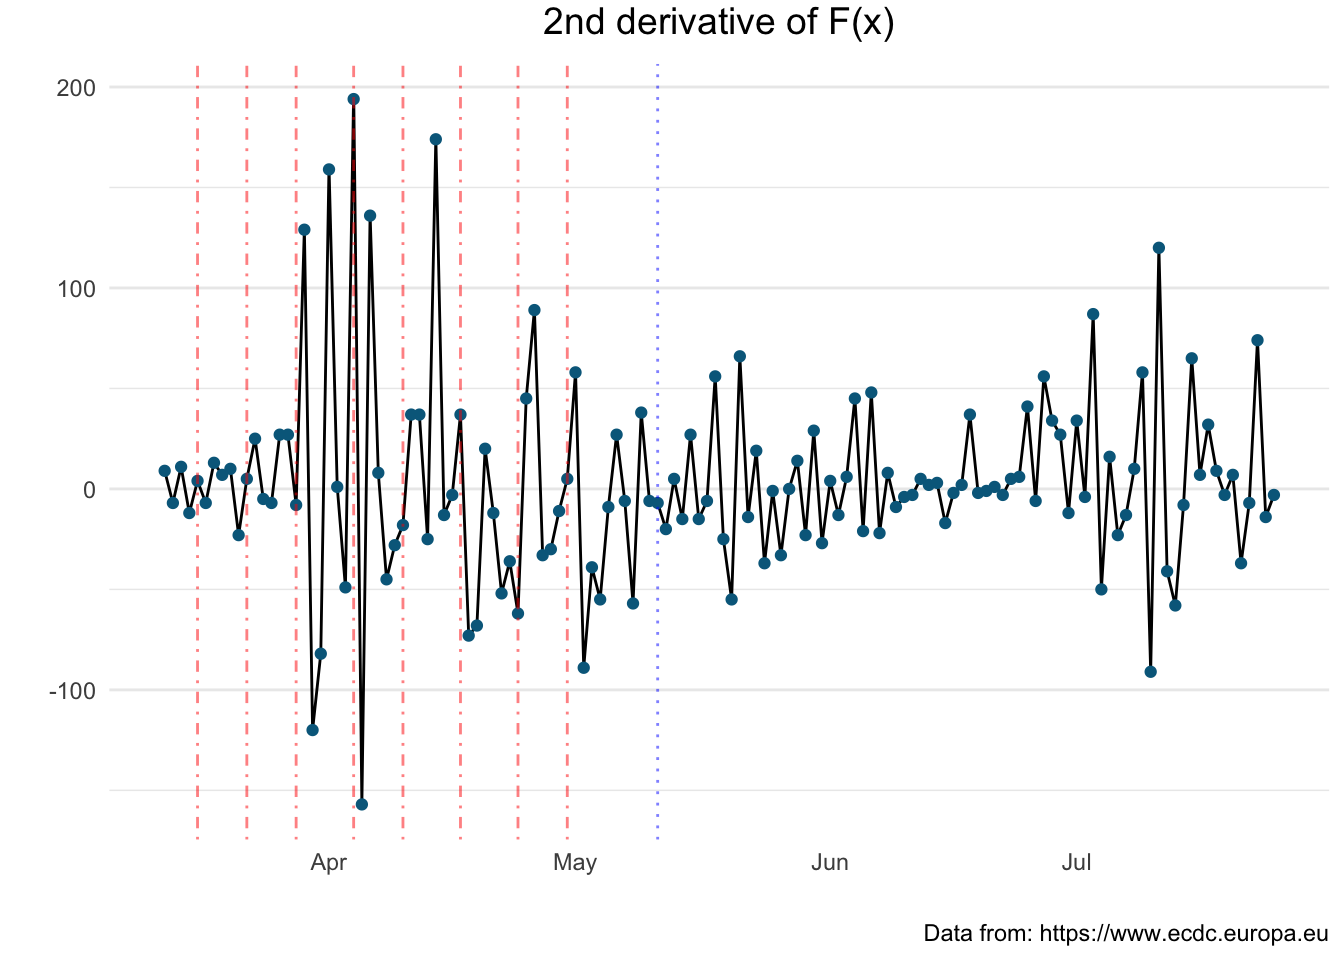 2nd derivative of F(x)
200
100
0
-100
Apr May Jun Jul
Data from: https://www.ecdc.europa.eu